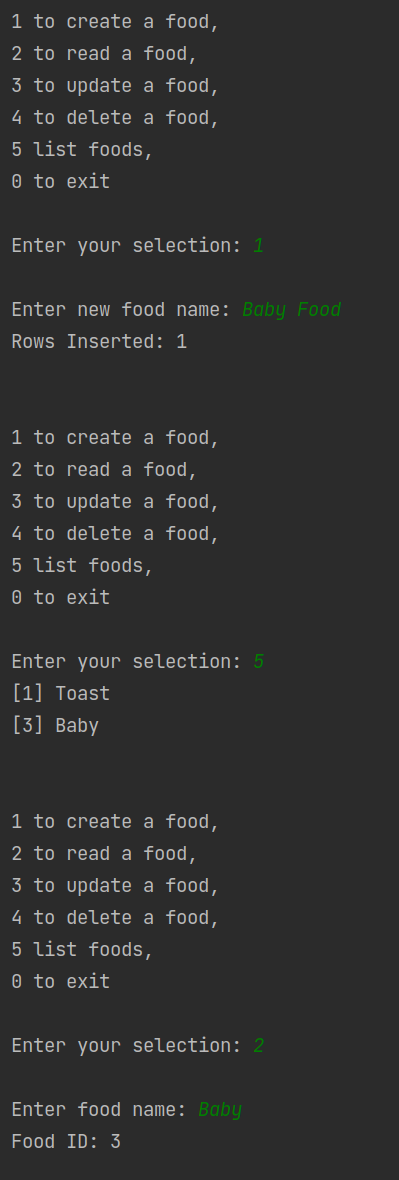 1 to create a food,
2 to read a food,
3 to update a food,
4 to delete a food,
5 list foods,
0 to exit
Enter your selection: 1
Enter new food name: Baby Food
Rows Inserted: 1
1 to create a food,
2 to read a food,
3 to update a food,
4 to delete a food,
5 list foods,
0 to exit
Enter your selection: 5
[1] Toast
[3] Baby
1 to create a food,
2 to read a food,
3 to update a food,
4 to delete a food,
5 list foods,
0 to exit
Enter your selection: 2
Enter food name: Baby
Food ID: 3